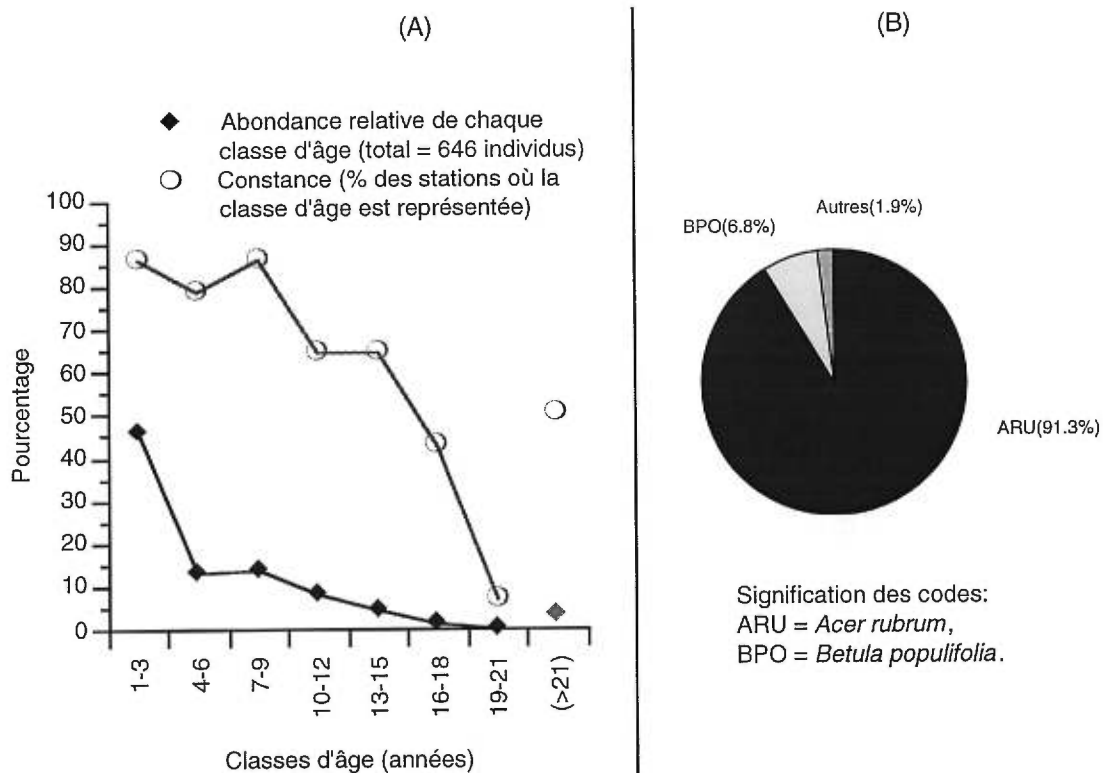 (A)
◆ Abondance relative de chaque
classe d'âge (total = 646 individus)
○ Constance (% des stations où la
classe d'âge est représentée)
100
90
80
70
60
50
40
30
20
10
0
Pourcentage
1-3
4-6
7-9
10-12
13-15
16-18
19-21
(>21)
Classes d'âge (années)
(B)
Autres(1.9%)
BPO(6.8%)
ARU(91.3%)
Signification des codes:
ARU = Acer rubrum,
BPO = Betula populifolia.